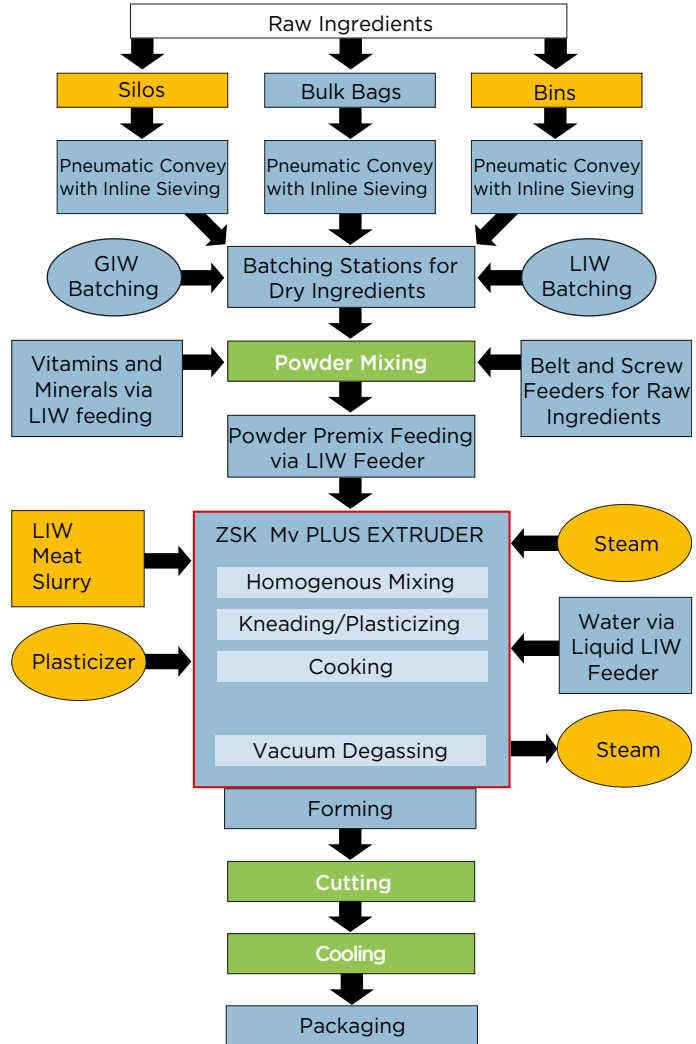 Raw Ingredients
Silos
Bulk Bags
Bins
Pneumatic Convey
with Inline Sieving
Pneumatic Convey
with Inline Sieving
Pneumatic Convey
with Inline Sieving
GIW
Batching
Batching Stations for
Dry Ingredients
LIW
Batching
Vitamins and
Minerals via
LIW feeding
Powder Mixing
Belt and Screw
Feeders for Raw
Ingredients
Powder Premix Feeding
via LIW Feeder
LIW
Meat
Slurry
ZSK Mv PLUS EXTRUDER
Steam
Homogenous Mixing
Kneading/Plasticizing
Cooking
Plasticizer
Water via
Liquid LIW
Feeder
Vacuum Degassing
Steam
Forming
Cutting
Cooling
Packaging